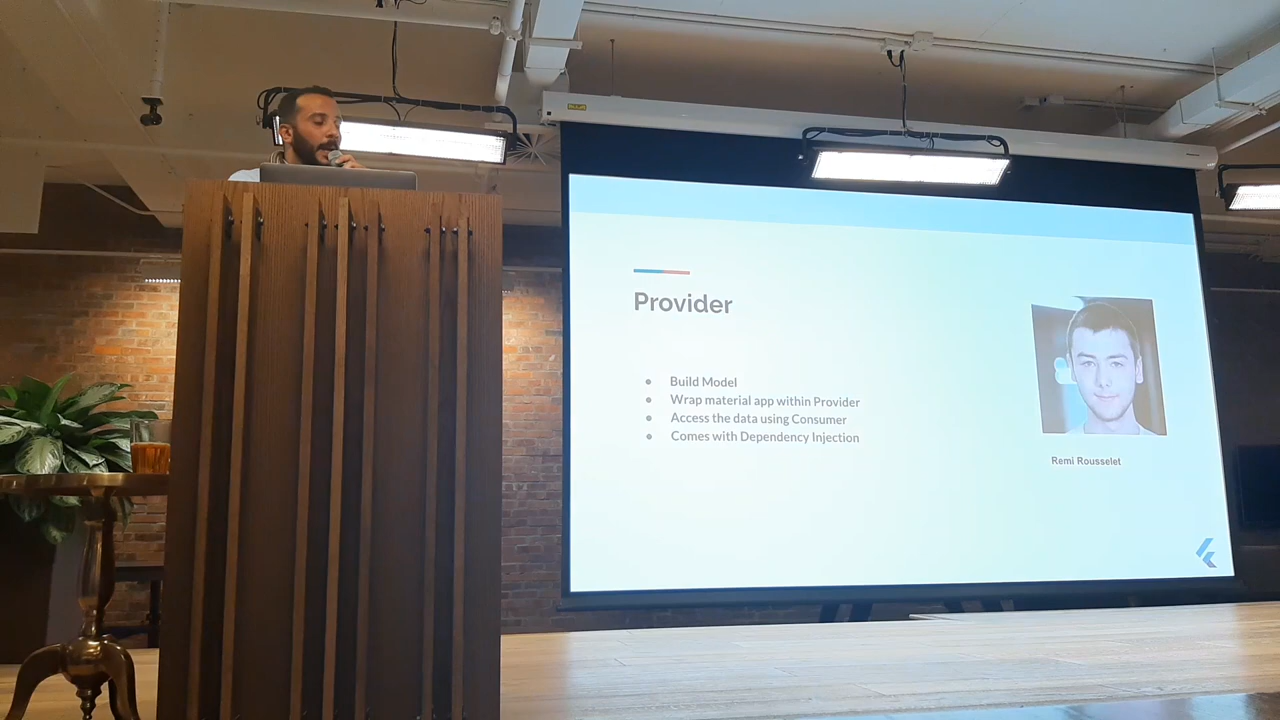 Provider
● Build Model
● Wrap material app within Provider
● Access the data using Consumer
● Comes with Dependency Injection
Remi Rousselet